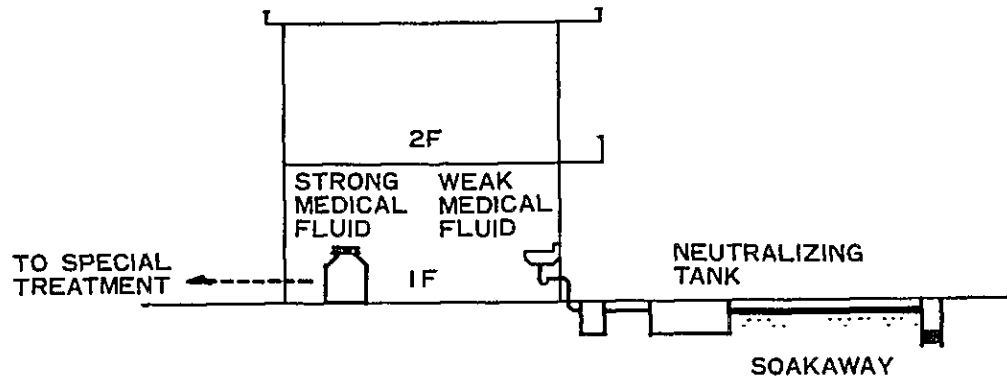 2F
STRONG
MEDICAL
FLUID
WEAK
MEDICAL
FLUID
TO SPECIAL
TREATMENT
1F
NEUTRALIZING
TANK
SOAKAWAY